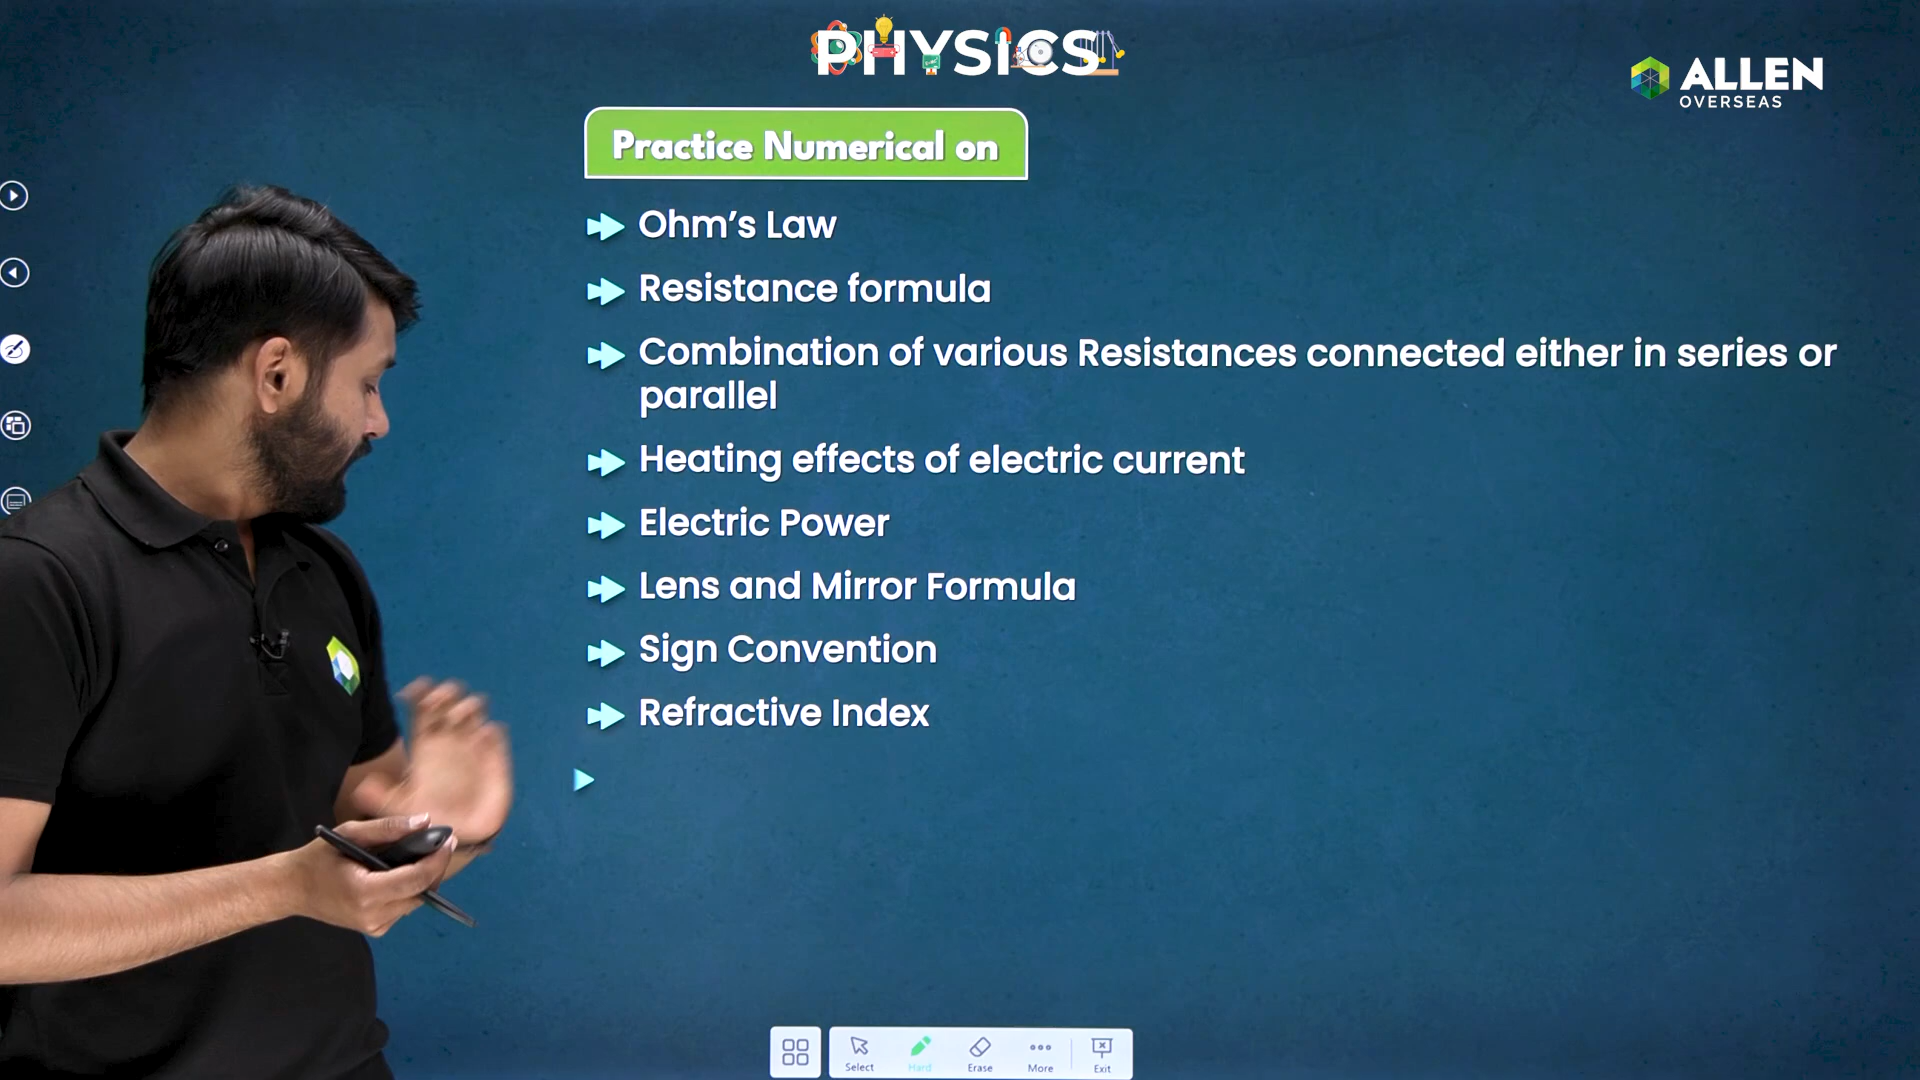 PHYSICS
ALLEN
OVERSEAS
Practice Numerical on
Ohm's Law
Resistance formula
Combination of various Resistances connected either in series or
parallel
Heating effects of electric current
Electric Power
Lens and Mirror Formula
Sign Convention
Refractive Index
Select
Hard
Erase
More
Exit